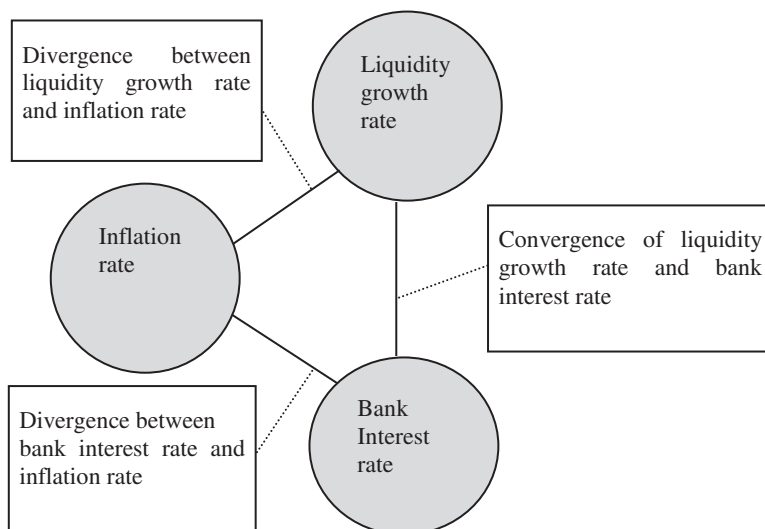 Divergence between
liquidity growth rate
and inflation rate
Liquidity
growth
rate
Inflation
rate
Convergence of liquidity
growth rate and bank
interest rate
Divergence between
bank interest rate and
inflation rate
Bank
Interest
rate